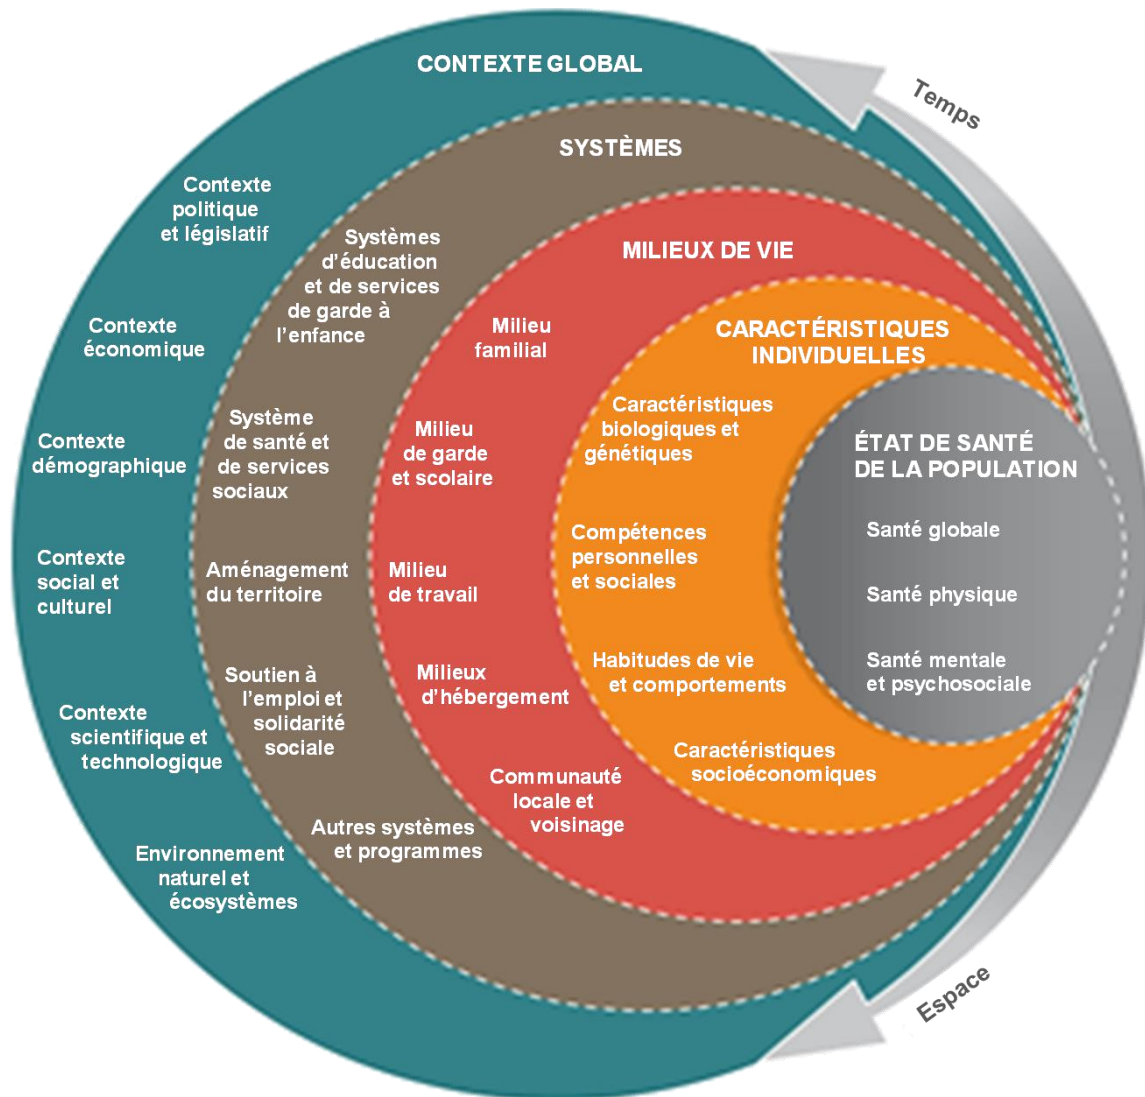 CONTEXTE GLOBAL
Contexte
politique
et législatif
Contexte
économique
Contexte
démographique
Contexte
social et
culturel
Contexte
scientifique et
technologique
Environnement
naturel et
écosystèmes
SYSTÈMES
Systèmes
d'éducation
et de services
de garde à
l'enfance
Système
de santé et
de services
sociaux
Aménagement
du territoire
Soutien à
l'emploi et
solidarité
sociale
Autres systèmes
et programmes
MILIEUX DE VIE
Milieu
familial
Milieu
de garde
et scolaire
Milieu
de travail
Milieux
d'hébergement
Communauté
locale et
voisinage
CARACTÉRISTIQUES
INDIVIDUELLES
Caractéristiques
biologiques et
génétiques
Compétences
personnelles
et sociales
Habitudes de vie
et comportements
Caractéristiques
socioéconomiques
ÉTAT DE SANTÉ
DE LA POPULATION
Santé globale
Santé physique
Santé mentale
et psychosociale
Temps
Espace